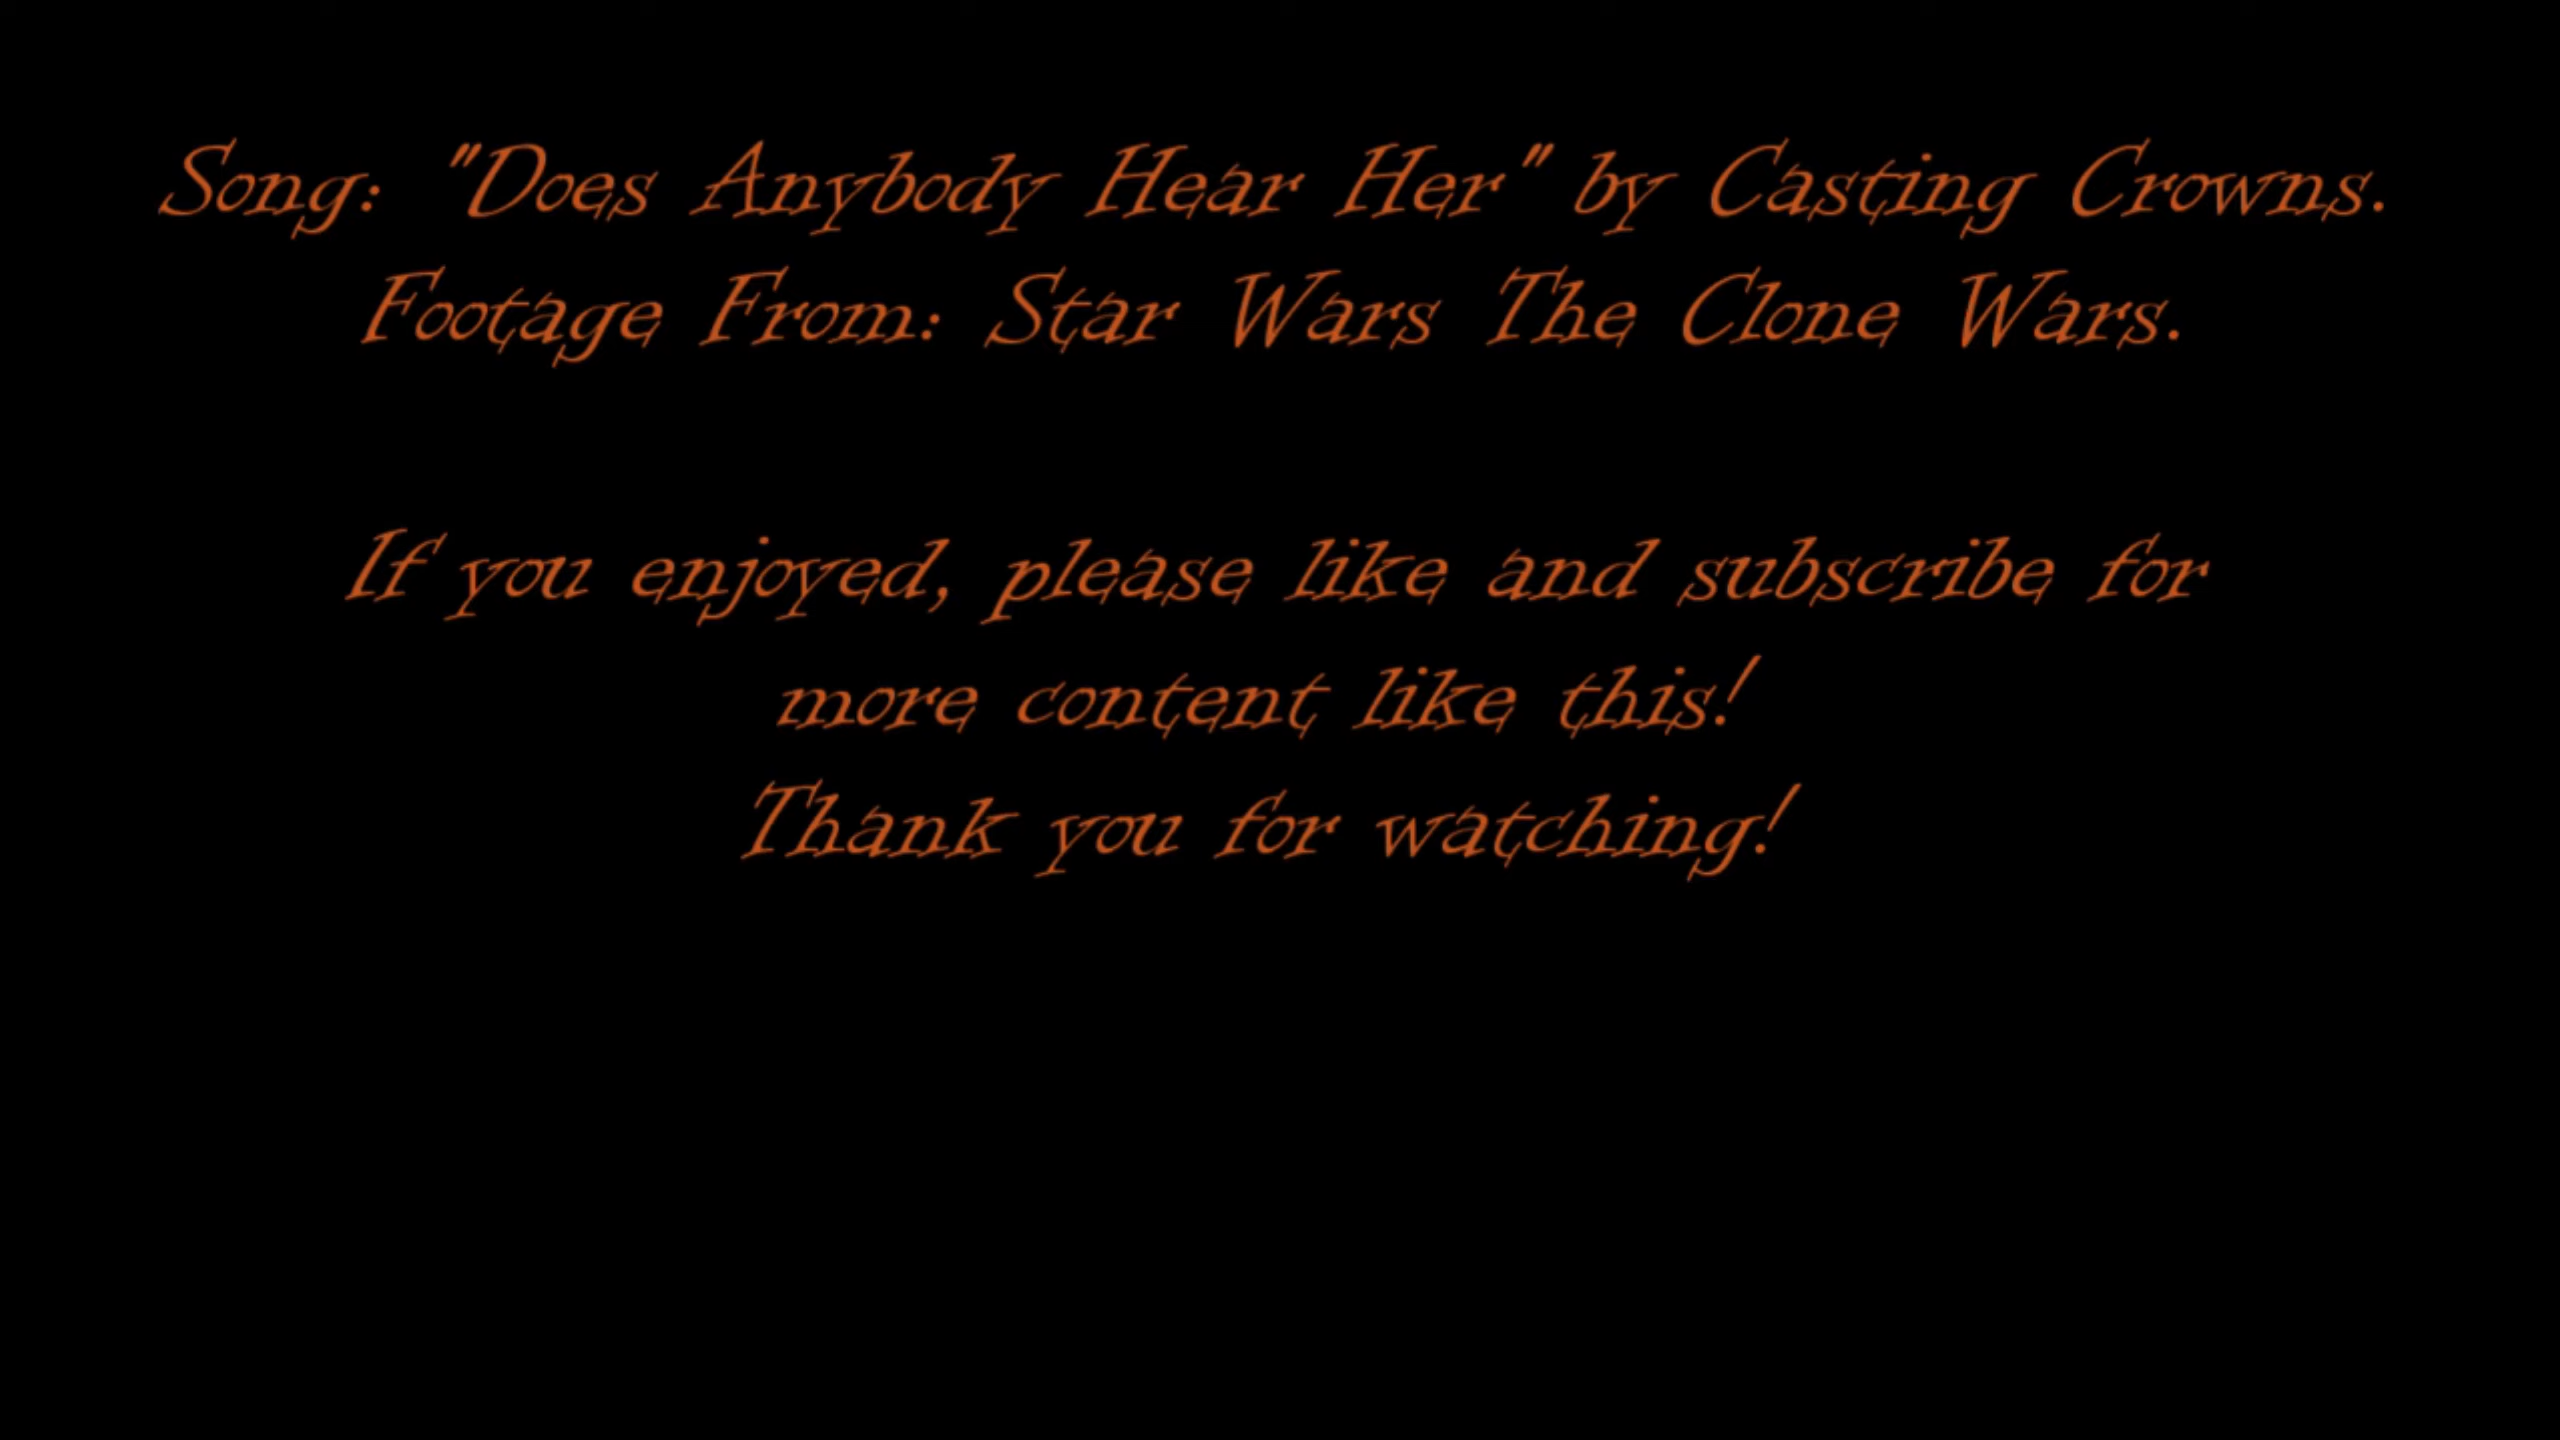 Song: "Does Anybody Hear Her" by Casting Crowns.
Footage From: Star Wars The Clone Wars.
If you enjoyed, please like and subscribe for
more content like this!
Thank you for watching!